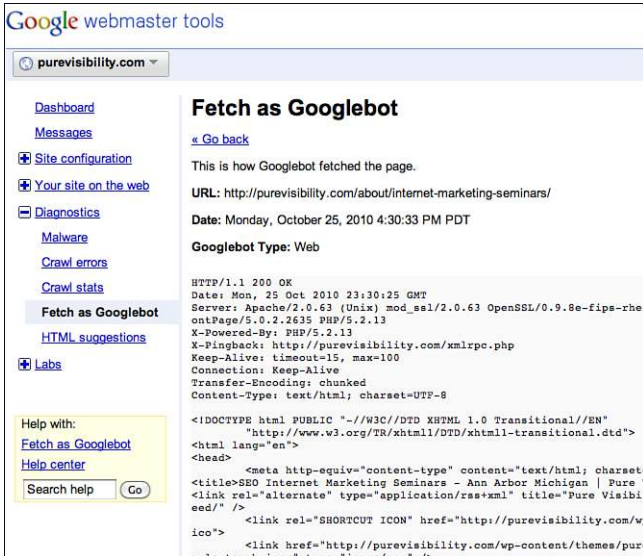 Google webmaster tools
purevisibility.com
Dashboard
Messages
Site configuration
Your site on the web
Diagnostics
Malware
Crawl errors
Crawl stats
Fetch as Googlebot
HTML suggestions
Labs
Help with:
Fetch as Googlebot
Help center
Search help Go
Fetch as Googlebot
« Go back
This is how Googlebot fetched the page.
URL: http://purevisibility.com/about/internet-marketing-seminars/
Date: Monday, October 25, 2010 4:30:33 PM PDT
Googlebot Type: Web
HTTP/1.1 200 OK
Date: Mon, 25 Oct 2010 23:30:25 GMT
Server: Apache/2.0.63 (Unix) mod_ssl/2.0.63 OpenSSL/0.9.8e-fips-rhe
ontPage/5.0.2.2635 PHP/5.2.13
X-Powered-By: PHP/5.2.13
X-Pingback: http://purevisibility.com/xmlrpc.php
Keep-Alive: timeout=15, max=100
Connection: Keep-Alive
Transfer-Encoding: chunked
Content-Type: text/html; charset=UTF-8
<!DOCTYPE html PUBLIC "-//W3C//DTD XHTML 1.0 Transitional//EN"
"http://www.w3.org/TR/xhtml1/DTD/xhtml1-transitional.dtd">
<html lang="en">
<head>
<meta http-equiv="content-type" content="text/html; charset
<title>SEO Internet Marketing Seminars - Ann Arbor Michigan | Pure
<link rel="alternate" type="application/rss+xml" title="Pure Visibi
eed/" />
<link rel="SHORTCUT ICON" href="http://purevisibility.com/w
ico">
<link href="http://purevisibility.com/wp-content/themes/pur